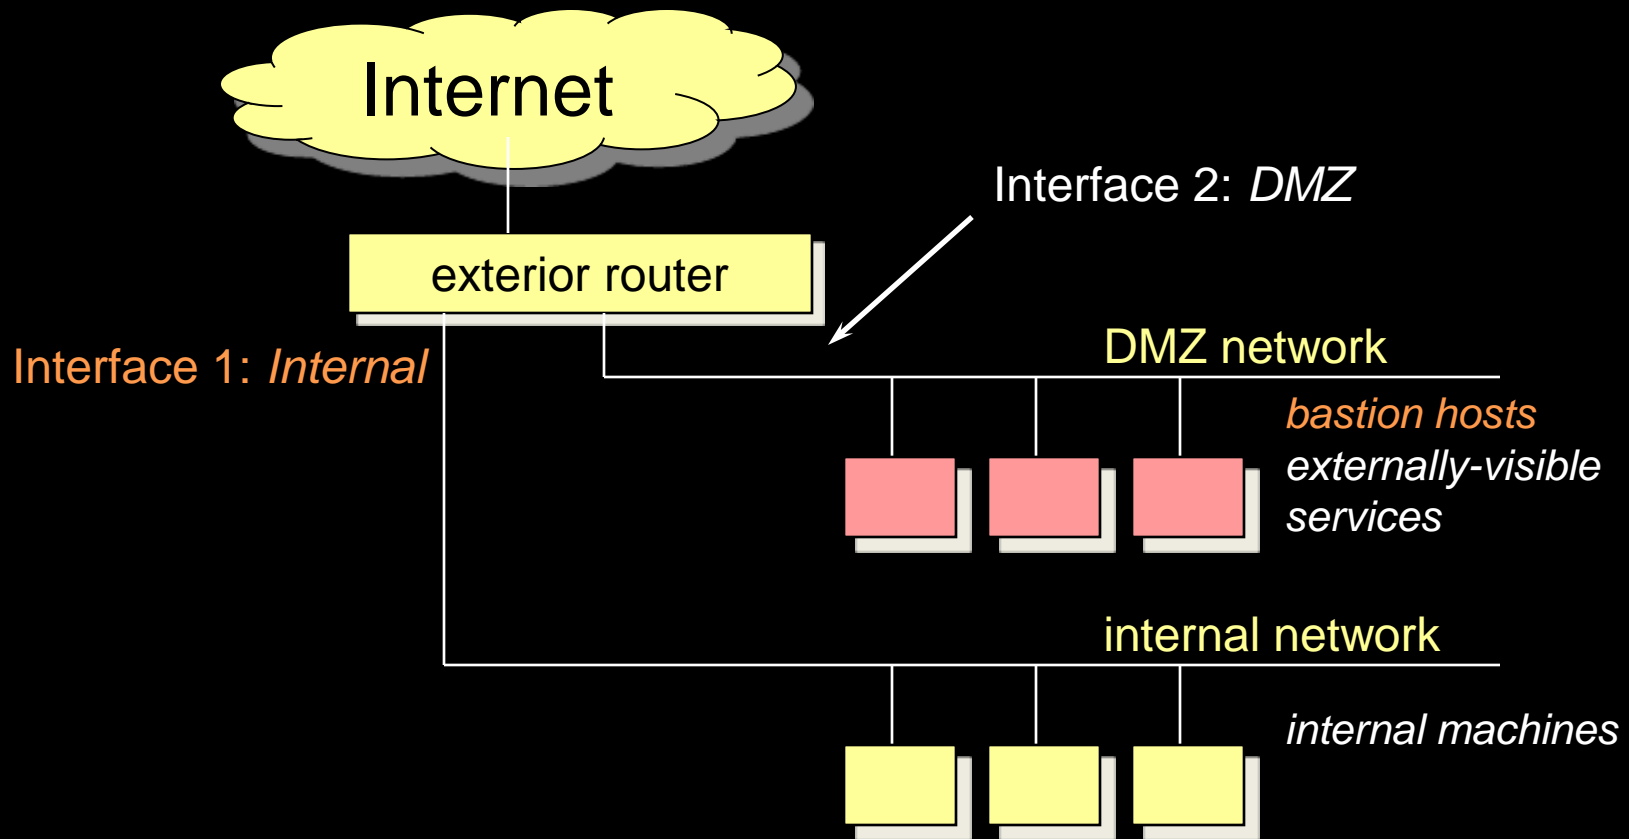 Internet
Interface 2: DMZ
exterior router
Interface 1: Internal
DMZ network
bastion hosts
externally-visible
services
internal network
internal machines